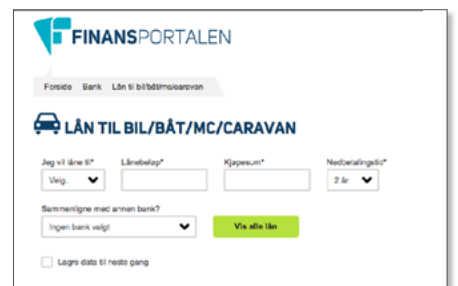 FINANSPORTALEN
Forside Bank Lån til bil/båt/mc/caravan
LÅN TIL BIL/BÅT/MC/CARAVAN
Jeg vil låne til* Lånebeløp* Kjøpesum* Nedbetalingstid*
Velg.. 2 år
Sammenligne med annen bank?
Ingen bank valgt Vis alle lån
Lagre data til neste gang